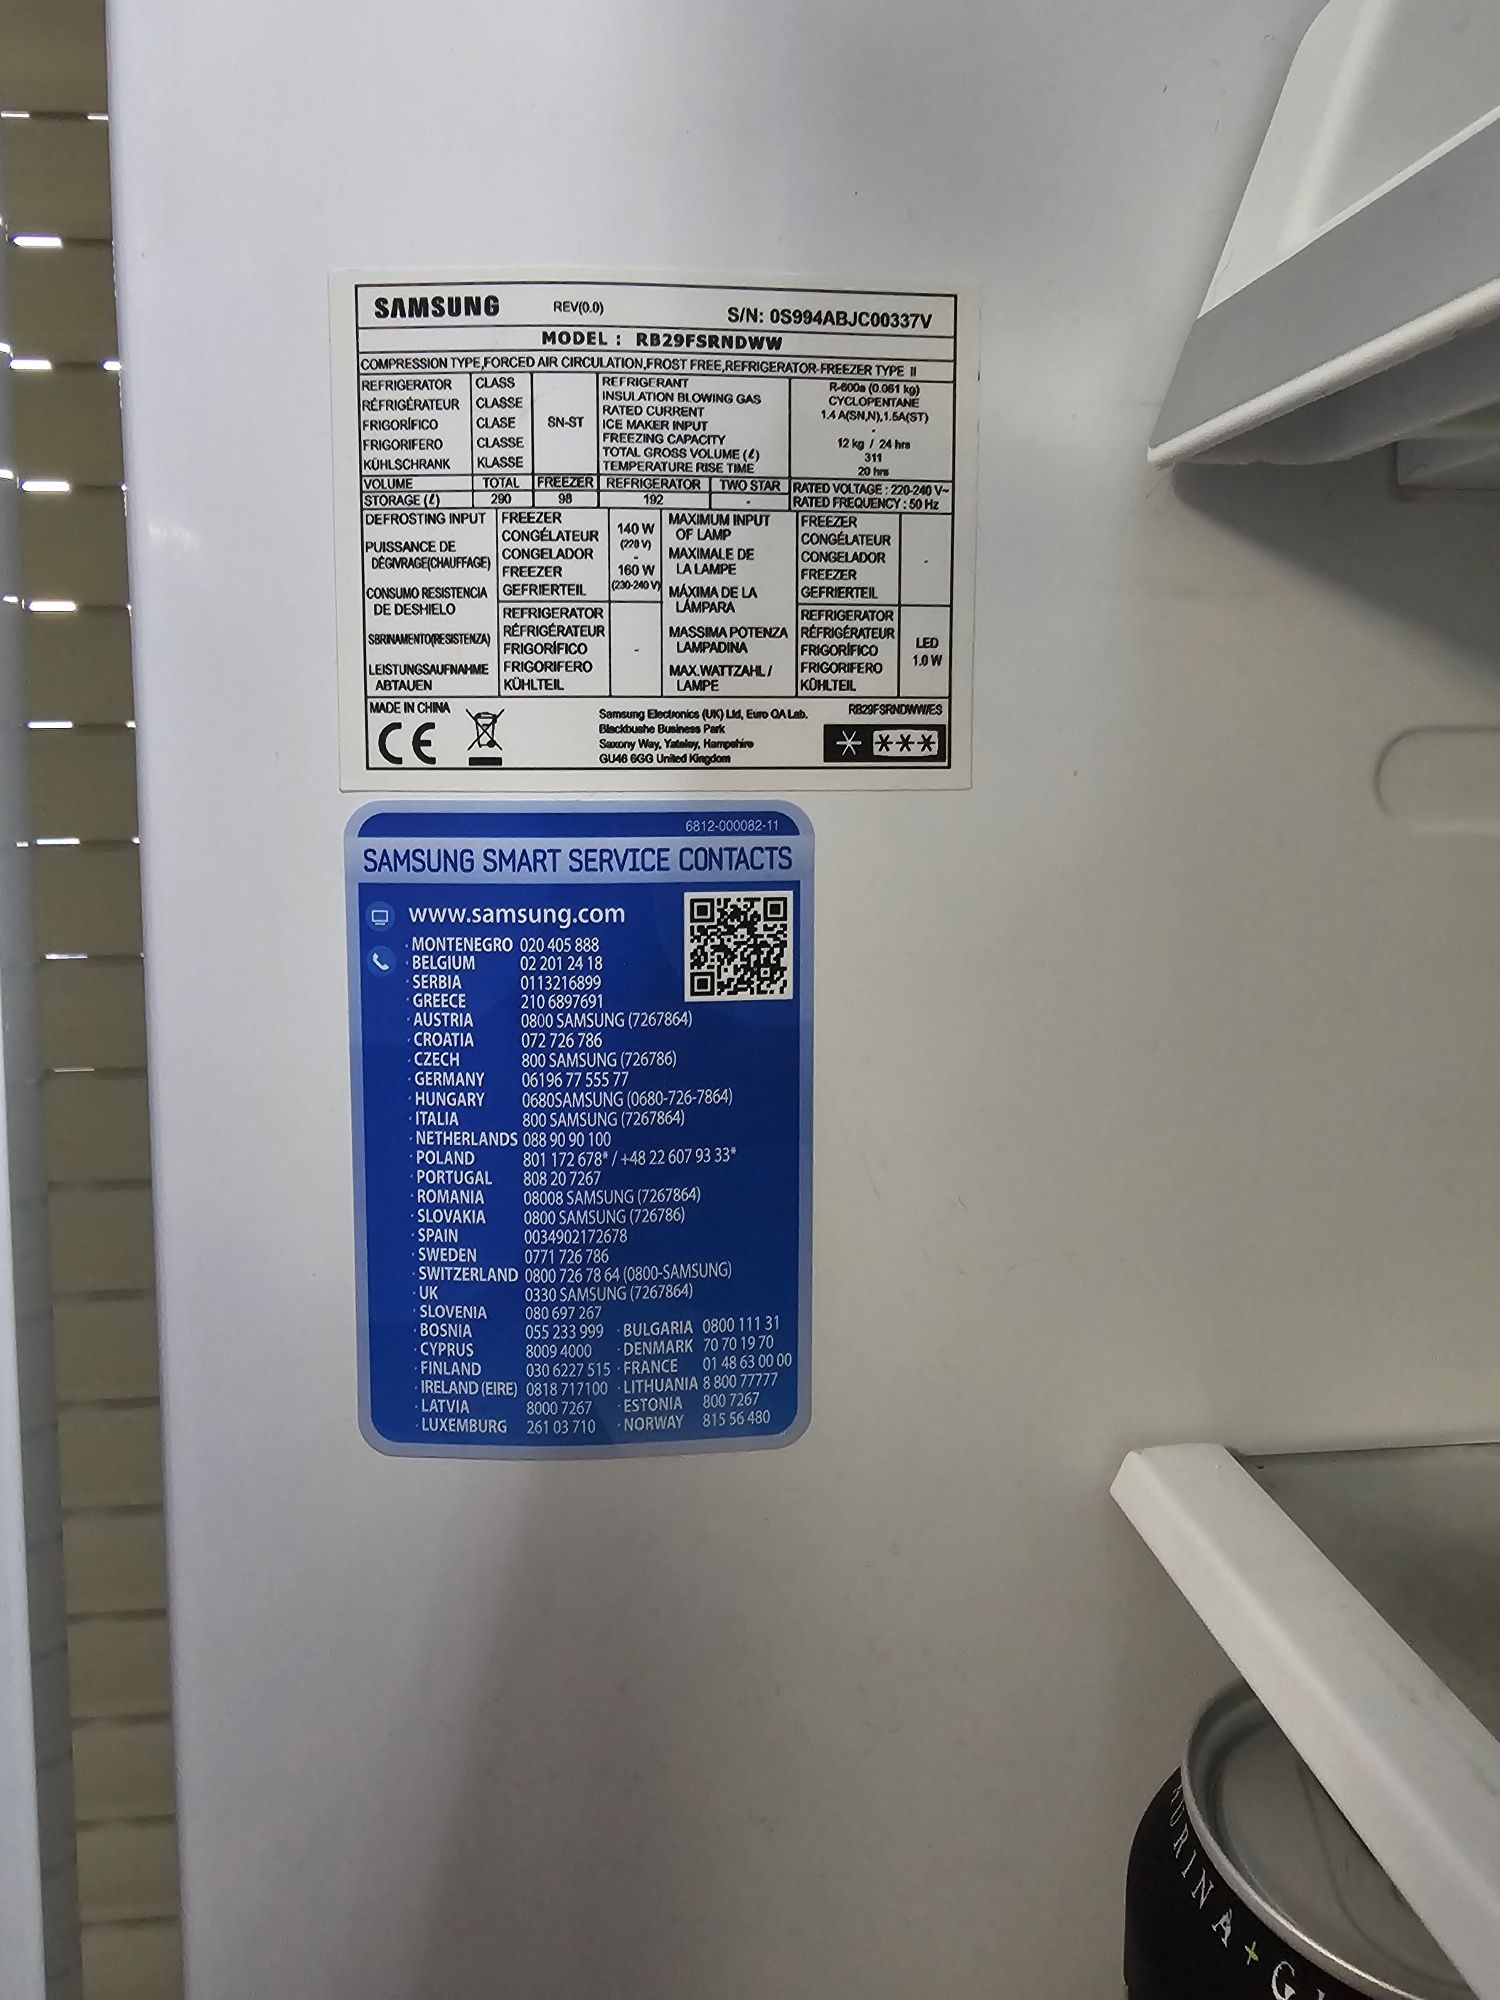 SAMSUNG REV(0.0) S/N: 0S994ABJC00337V
MODEL : RB29FSRNDWW
COMPRESSION TYPE,FORCED AIR CIRCULATION,FROST FREE,REFRIGERATOR-FREEZER TYPE II
REFRIGERATOR CLASS
RÉFRIGÉRATEUR CLASSE
FRIGORÍFICO CLASE
FRIGORIFERO CLASSE
KÜHLSCHRANK KLASSE
SN-ST
REFRIGERANT R-600a (0.061 kg)
INSULATION BLOWING GAS CYCLOPENTANE
RATED CURRENT 1.4 A(SN,N),1.5A(ST)
ICE MAKER INPUT -
FREEZING CAPACITY 12 kg / 24 hrs
TOTAL GROSS VOLUME (ℓ) 311
TEMPERATURE RISE TIME 20 hrs
VOLUME TOTAL FREEZER REFRIGERATOR TWO STAR RATED VOLTAGE : 220-240 V~
STORAGE (ℓ) 290 98 192 - RATED FREQUENCY : 50 Hz
DEFROSTING INPUT
PUISSANCE DE
DÉGIVRAGE(CHAUFFAGE)
CONSUMO RESISTENCIA
DE DESHIELO
SBRINAMENTO(RESISTENZA)
LEISTUNGSAUFNAHME
ABTAUEN
FREEZER
CONGÉLATEUR
CONGELADOR
FREEZER
GEFRIERTEIL
140 W
(220 V)
-
160 W
(230-240 V)
REFRIGERATOR
RÉFRIGÉRATEUR
FRIGORÍFICO
FRIGORIFERO
KÜHLTEIL
-
MAXIMUM INPUT
OF LAMP
MAXIMALE DE
LA LAMPE
MÁXIMA DE LA
LÁMPARA
MASSIMA POTENZA
LAMPADINA
MAX.WATTZAHL /
LAMPE
FREEZER
CONGÉLATEUR
CONGELADOR
FREEZER
GEFRIERTEIL
-
REFRIGERATOR
RÉFRIGÉRATEUR
FRIGORÍFICO
FRIGORIFERO
KÜHLTEIL
LED
1.0 W
MADE IN CHINA
CE
Samsung Electronics (UK) Ltd, Euro QA Lab.
Blackbushe Business Park
Saxony Way, Yateley, Hampshire
GU46 6GG United Kingdom
RB29FSRNDWW/ES
6812-000082-11
SAMSUNG SMART SERVICE CONTACTS
www.samsung.com
· MONTENEGRO 020 405 888
· BELGIUM 02 201 24 18
· SERBIA 0113216899
· GREECE 210 6897691
· AUSTRIA 0800 SAMSUNG (7267864)
· CROATIA 072 726 786
· CZECH 800 SAMSUNG (726786)
· GERMANY 06196 77 555 77
· HUNGARY 0680SAMSUNG (0680-726-7864)
· ITALIA 800 SAMSUNG (7267864)
· NETHERLANDS 088 90 90 100
· POLAND 801 172 678* / +48 22 607 93 33*
· PORTUGAL 808 20 7267
· ROMANIA 08008 SAMSUNG (7267864)
· SLOVAKIA 0800 SAMSUNG (726786)
· SPAIN 0034902172678
· SWEDEN 0771 726 786
· SWITZERLAND 0800 726 78 64 (0800-SAMSUNG)
· UK 0330 SAMSUNG (7267864)
· SLOVENIA 080 697 267
· BOSNIA 055 233 999 · BULGARIA 0800 111 31
· CYPRUS 8009 4000 · DENMARK 70 70 19 70
· FINLAND 030 6227 515 · FRANCE 01 48 63 00 00
· IRELAND (EIRE) 0818 717100 · LITHUANIA 8 800 77777
· LATVIA 8000 7267 · ESTONIA 800 7267
· LUXEMBURG 261 03 710 · NORWAY 815 56 480